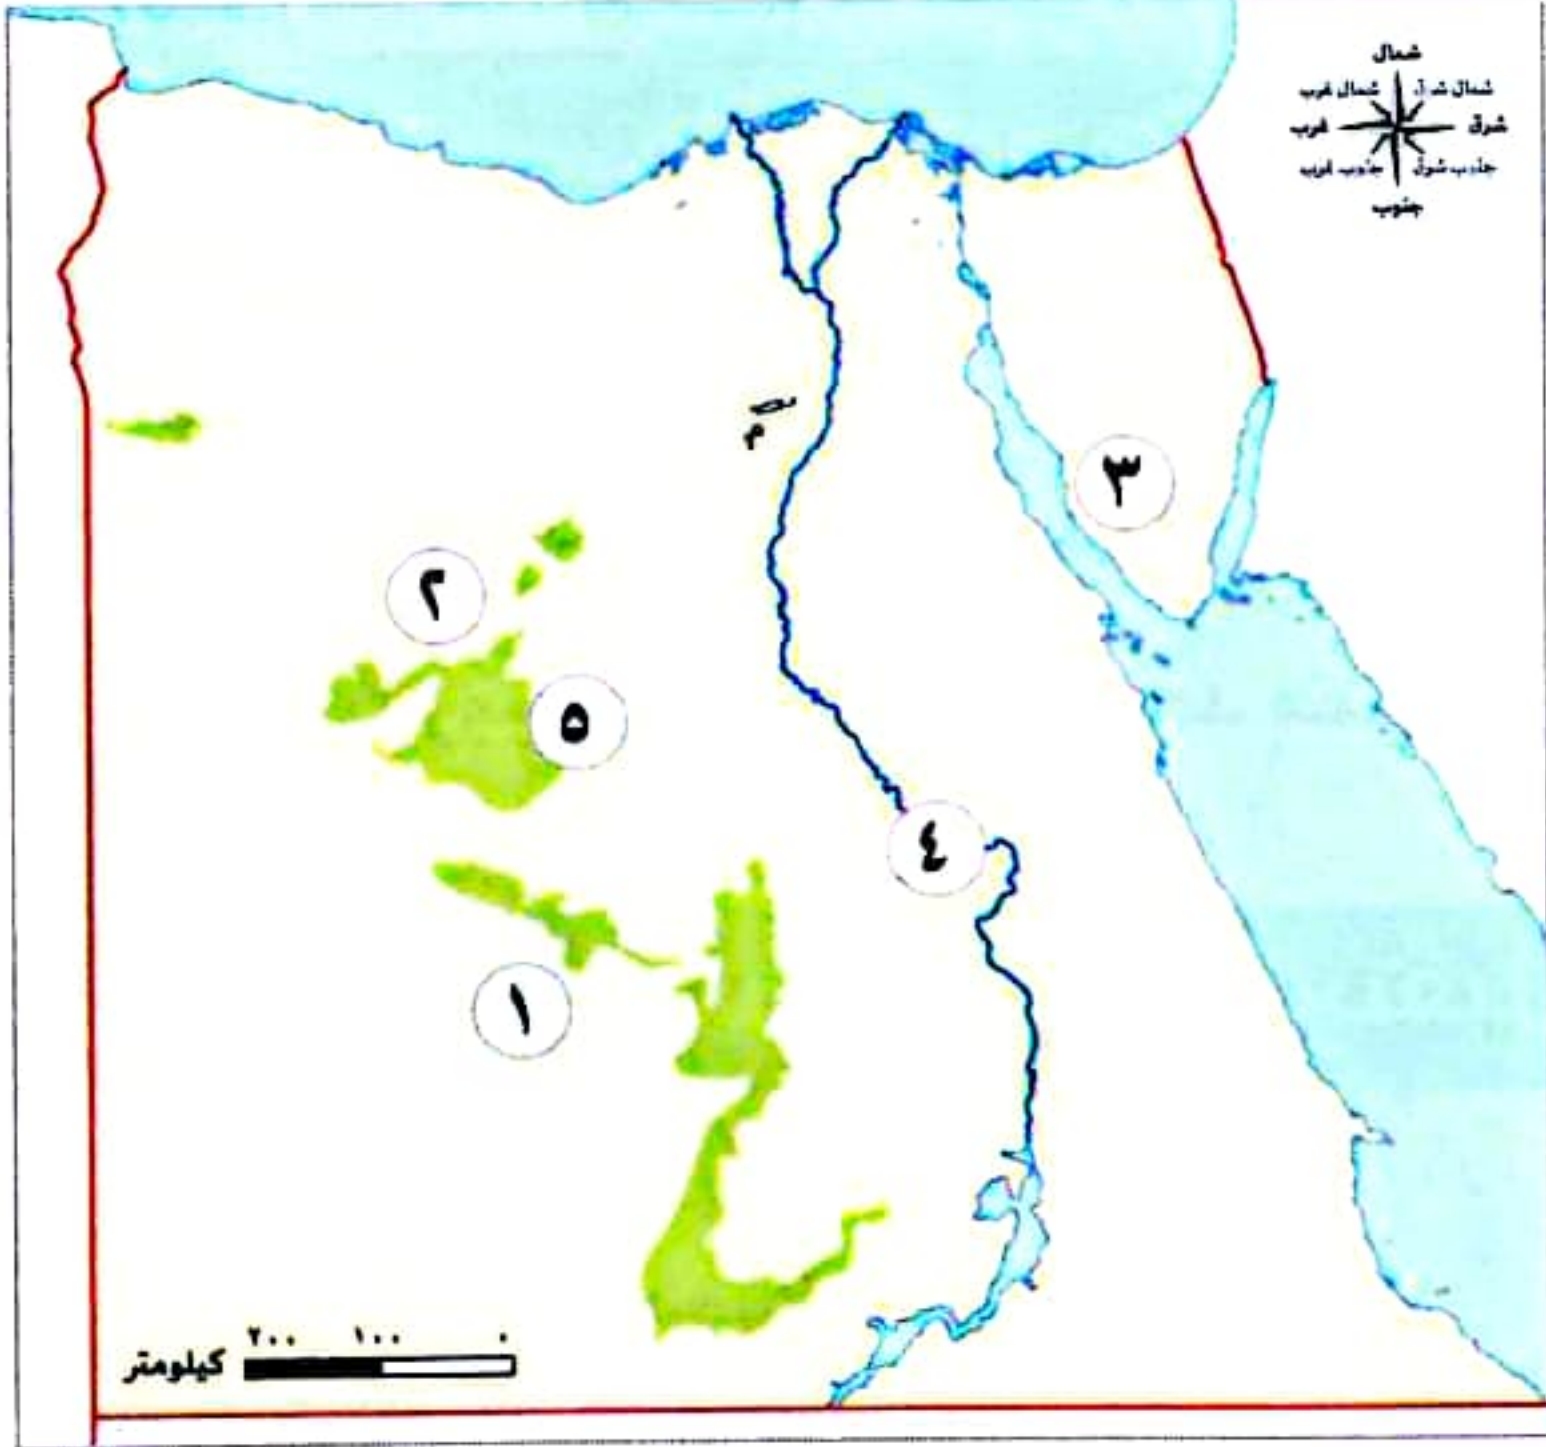 شمال
شمال غرب شمال شرق
غرب شرق
جنوب غرب جنوب شرق
جنوب
٣
٢
٥
٤
١
٢٠٠ ١٠٠ ٠
كيلومتر